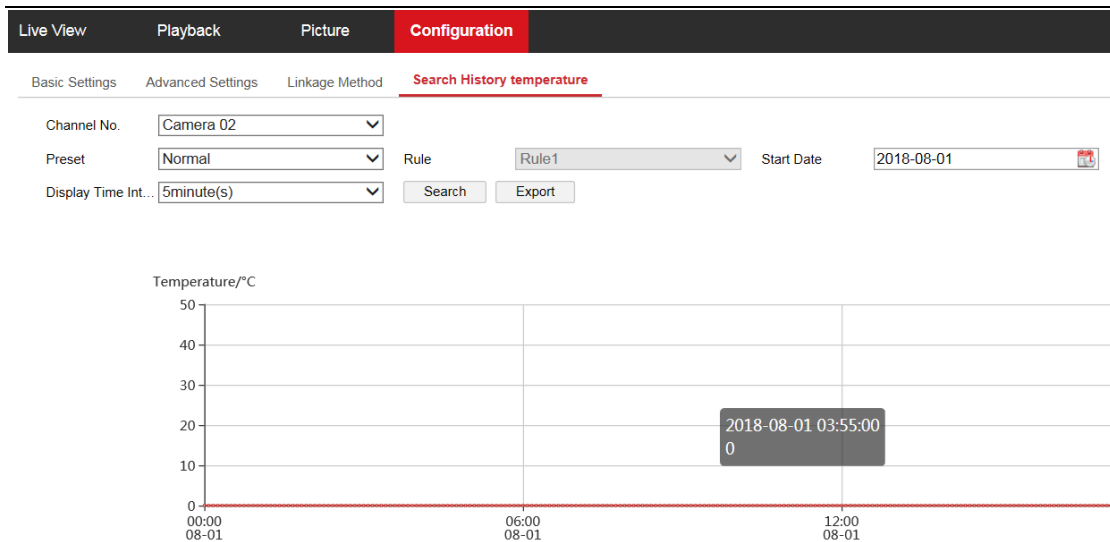 Live View Playback Picture Configuration
Basic Settings Advanced Settings Linkage Method Search History temperature
Channel No. Camera 02
Preset Normal Rule Rule1 Start Date 2018-08-01
Display Time Int... 5minute(s) Search Export
Temperature/°C
50
40
30
20
2018-08-01 03:55:00
0
10
0
00:00 06:00 12:00
08-01 08-01 08-01